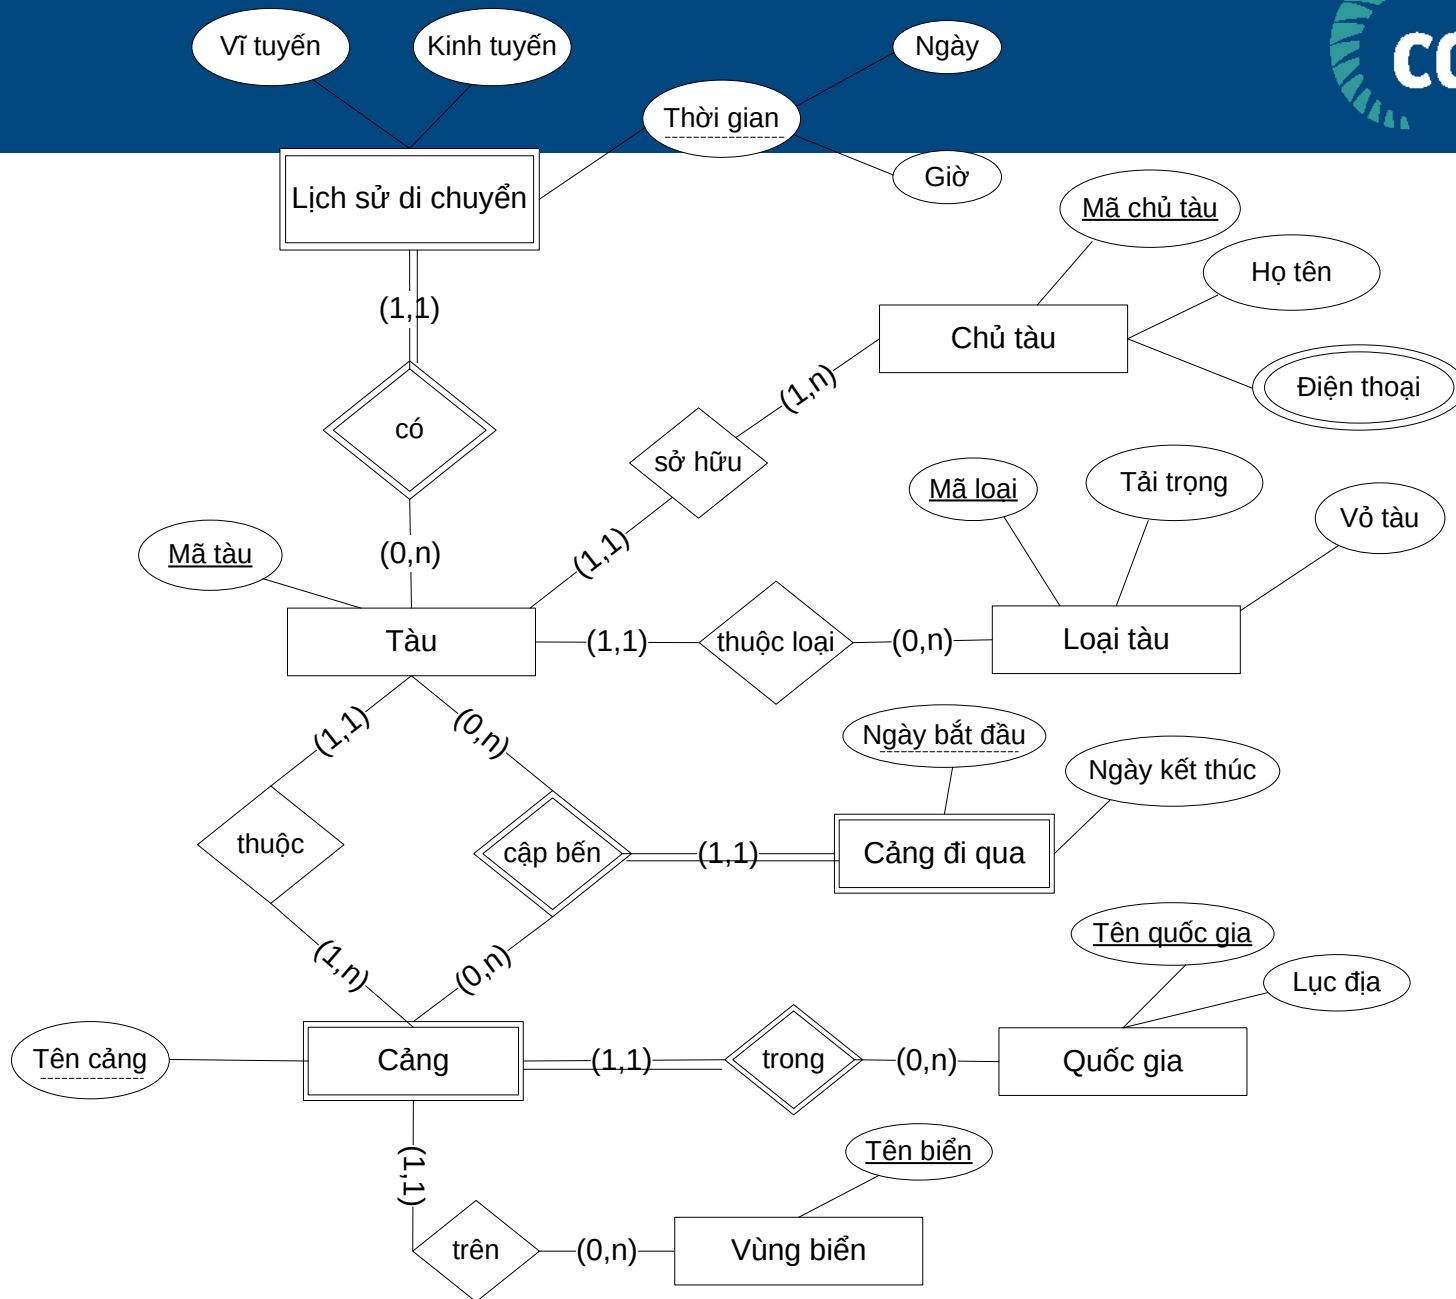 Vĩ tuyến
Kinh tuyến
Ngày
Thời gian
Giờ
Lịch sử di chuyển
Mã chủ tàu
Họ tên
(1,1)
Chủ tàu
(1,n)
Điện thoại
có
sở hữu
Mã loại
Tải trọng
Vỏ tàu
(0,n)
(1,1)
Mã tàu
Tàu
(1,1)
thuộc loại
(0,n)
Loại tàu
(1,1)
(0,n)
Ngày bắt đầu
Ngày kết thúc
thuộc
cập bến
(1,1)
Cảng đi qua
(1,n)
(0,n)
Tên quốc gia
Lục địa
Tên cảng
Cảng
(1,1)
trong
(0,n)
Quốc gia
(1,1)
Tên biển
trên
(0,n)
Vùng biển